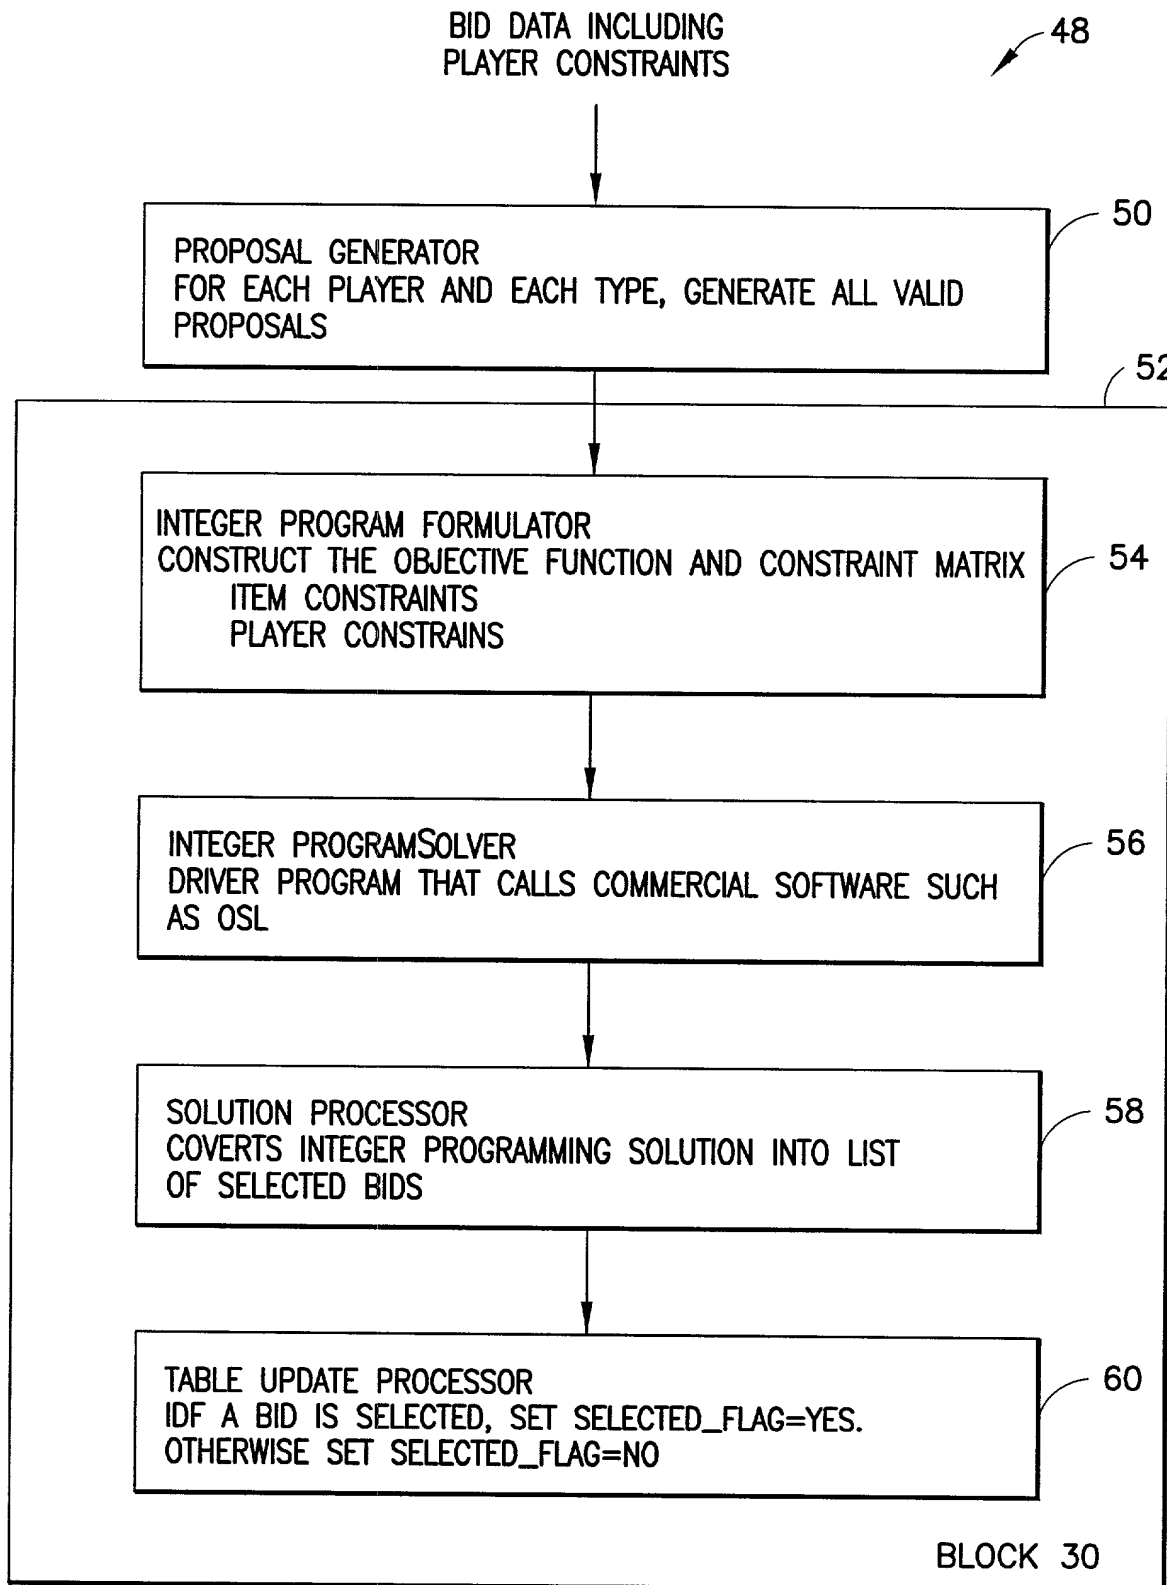 BID DATA INCLUDING
PLAYER CONSTRAINTS
48
50
PROPOSAL GENERATOR
FOR EACH PLAYER AND EACH TYPE, GENERATE ALL VALID
PROPOSALS
52
INTEGER PROGRAM FORMULATOR
CONSTRUCT THE OBJECTIVE FUNCTION AND CONSTRAINT MATRIX
ITEM CONSTRAINTS
PLAYER CONSTRAINS
54
INTEGER PROGRAMSOLVER
DRIVER PROGRAM THAT CALLS COMMERCIAL SOFTWARE SUCH
AS OSL
56
SOLUTION PROCESSOR
COVERTS INTEGER PROGRAMMING SOLUTION INTO LIST
OF SELECTED BIDS
58
TABLE UPDATE PROCESSOR
IDF A BID IS SELECTED, SET SELECTED_FLAG=YES.
OTHERWISE SET SELECTED_FLAG=NO
60
BLOCK 30